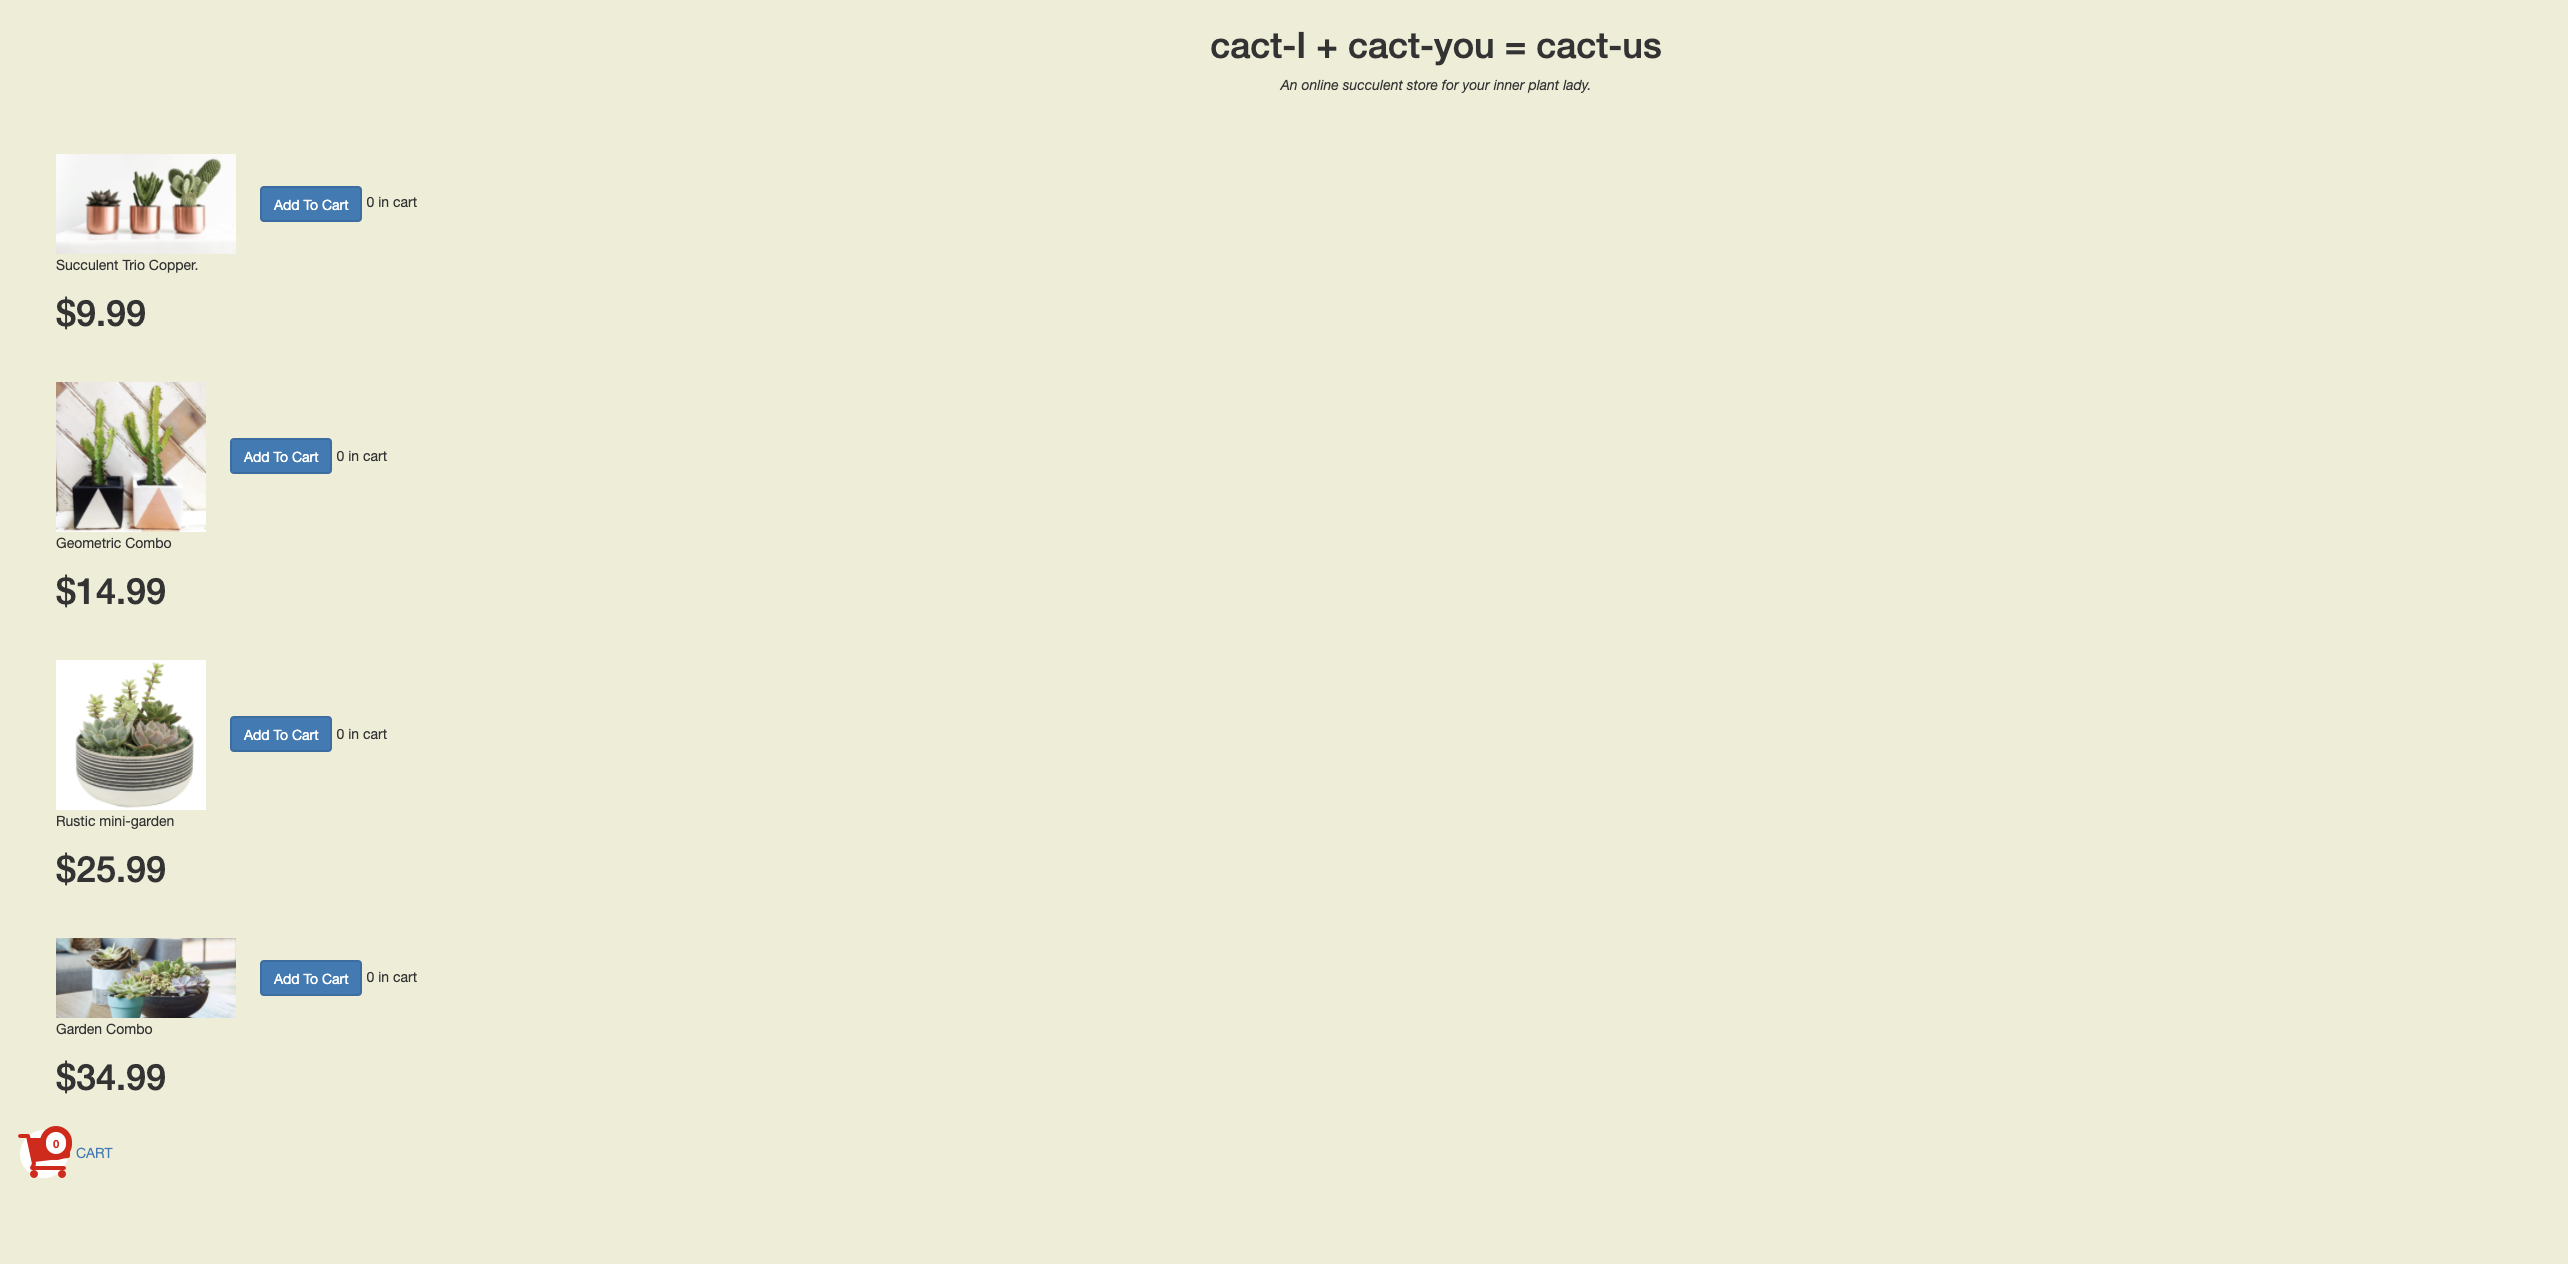 cact-I + cact-you = cact-us
An online succulent store for your inner plant lady.
Add To Cart 0 in cart
Succulent Trio Copper.
$9.99
Add To Cart 0 in cart
Geometric Combo
$14.99
Add To Cart 0 in cart
Rustic mini-garden
$25.99
Add To Cart 0 in cart
Garden Combo
$34.99
0 CART